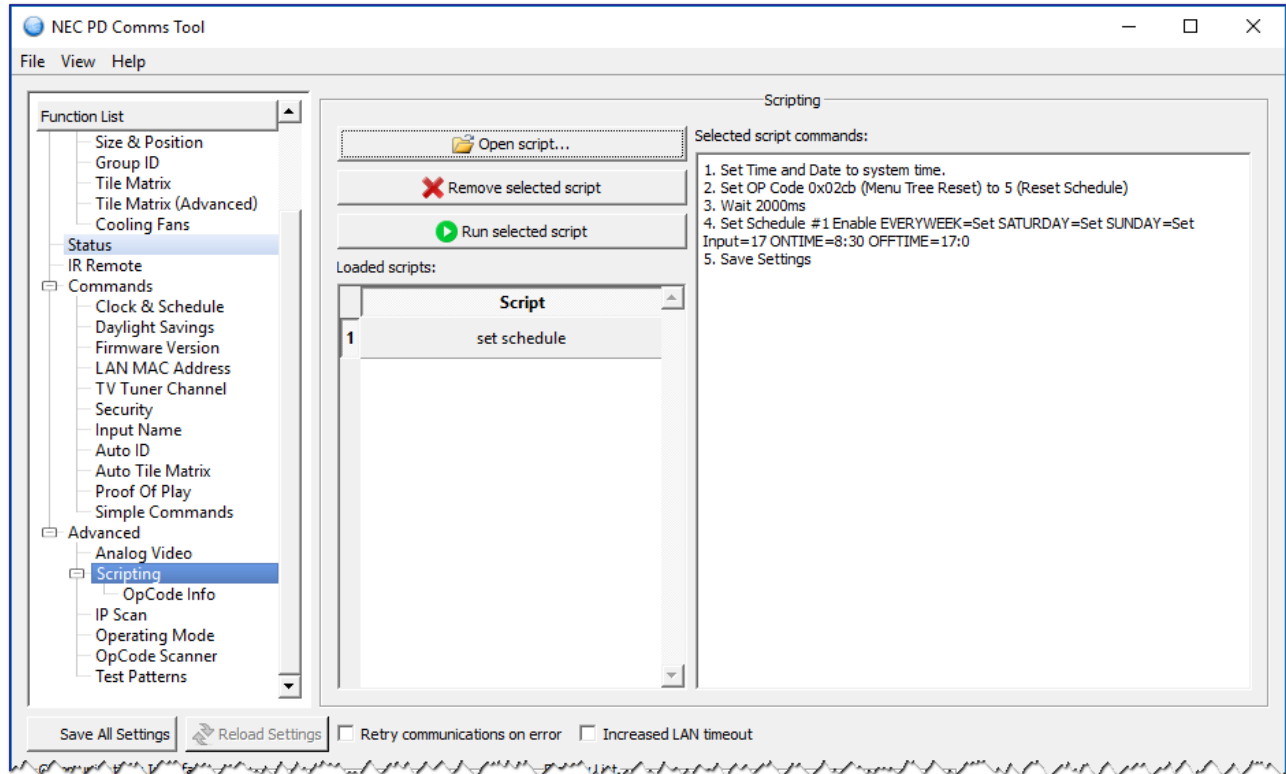 NEC PD Comms Tool
File View Help
Function List
Size & Position
Group ID
Tile Matrix
Tile Matrix (Advanced)
Cooling Fans
Status
IR Remote
Commands
Clock & Schedule
Daylight Savings
Firmware Version
LAN MAC Address
TV Tuner Channel
Security
Input Name
Auto ID
Auto Tile Matrix
Proof Of Play
Simple Commands
Advanced
Analog Video
Scripting
OpCode Info
IP Scan
Operating Mode
OpCode Scanner
Test Patterns
Scripting
Open script...
Remove selected script
Run selected script
Loaded scripts:
Script
1 set schedule
Selected script commands:
1. Set Time and Date to system time.
2. Set OP Code 0x02cb (Menu Tree Reset) to 5 (Reset Schedule)
3. Wait 2000ms
4. Set Schedule #1 Enable EVERYWEEK=Set SATURDAY=Set SUNDAY=Set
Input=17 ONTIME=8:30 OFFTIME=17:0
5. Save Settings
Save All Settings Reload Settings Retry communications on error Increased LAN timeout